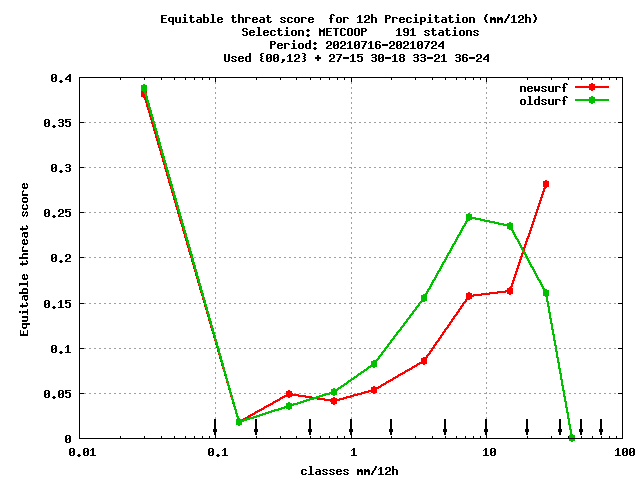 Equitable threat score  for 12h Precipitation (mm/12h)
Selection: METCOOP    191 stations
Period: 20210716-20210724
Used {00,12} + 27-15 30-18 33-21 36-24
newsurf
oldsurf
0.4
0.35
0.3
0.25
0.2
0.15
0.1
0.05
0
Equitable threat score
0.01 0.1 1 10 100
classes mm/12h